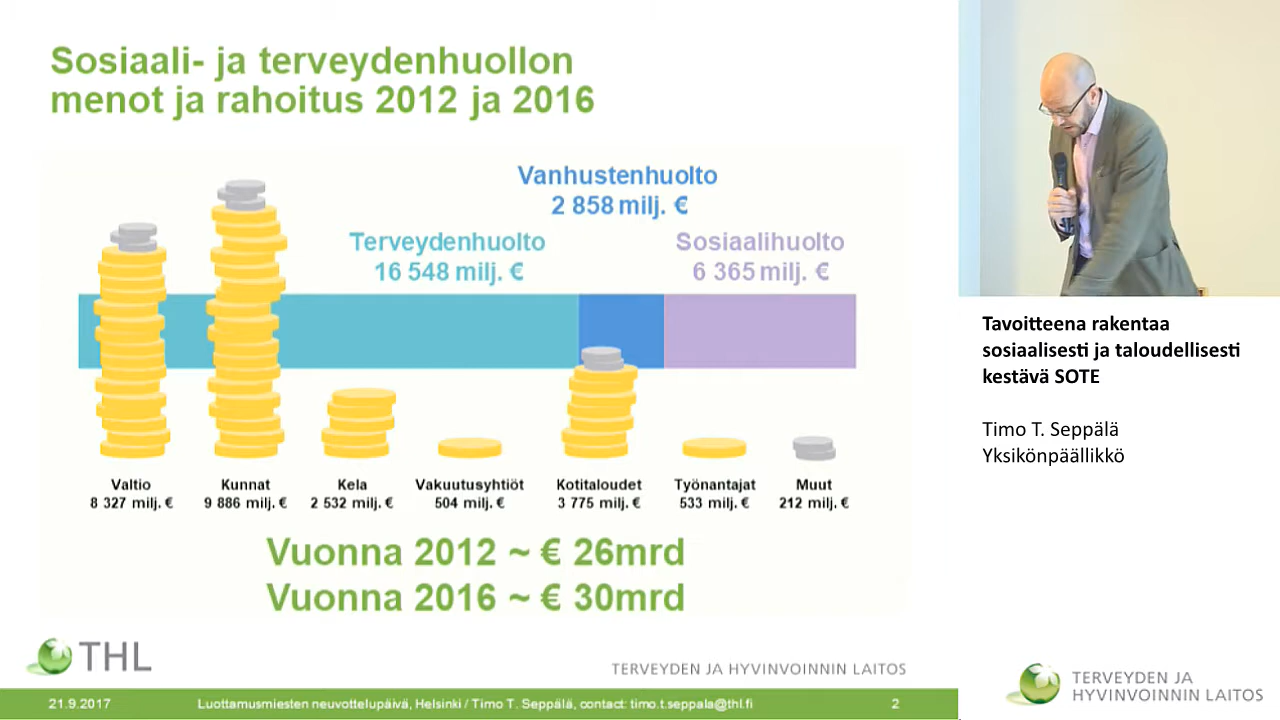 Sosiaali- ja terveydenhuollon
menot ja rahoitus 2012 ja 2016
Vanhustenhuolto
2 858 milj. €
Terveydenhuolto
16 548 milj. €
Sosiaalihuolto
6 365 milj. €
Valtio
8 327 milj. €
Kunnat
9 886 milj. €
Kela
2 532 milj. €
Vakuutusyhtiöt
504 milj. €
Kotitaloudet
3 775 milj. €
Työnantajat
533 milj. €
Muut
212 milj. €
Vuonna 2012 ~ € 26mrd
Vuonna 2016 ~ € 30mrd
THL
TERVEYDEN JA HYVINVOINNIN LAITOS
21.9.2017
Luottamusmiesten neuvottelupäivä, Helsinki / Timo T. Seppälä, contact: timo.t.seppala@thl.fi
2
Tavoitteena rakentaa
sosiaalisesti ja taloudellisesti
kestävä SOTE
Timo T. Seppälä
Yksikönpäällikkö
TERVEYDEN JA
HYVINVOINNIN LAITOS